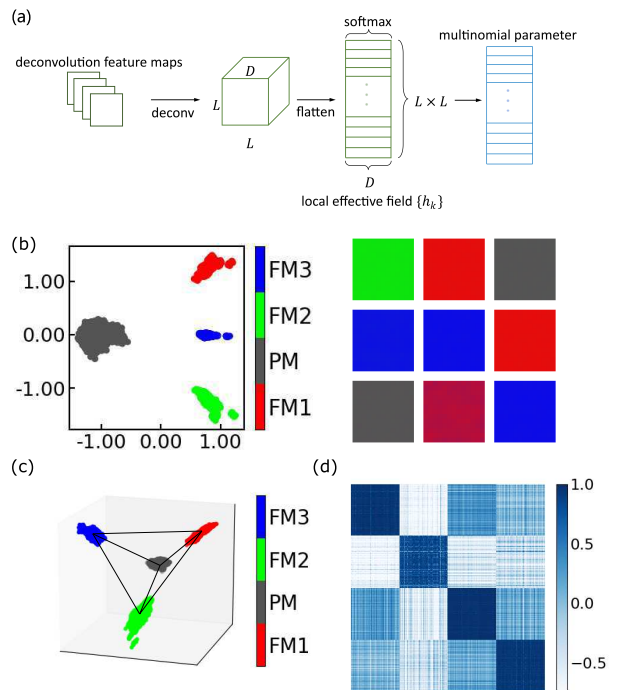 (a)
softmax
multinomial parameter
deconvolution feature maps
D
L
L × L
deconv
flatten
L
D
local effective field {h_k}
(b)
FM3
FM2
PM
FM1
1.00
0.00
-1.00
-1.00 0.00 1.00
(c)
FM3
FM2
PM
FM1
(d)
1.0
0.5
0.0
−0.5